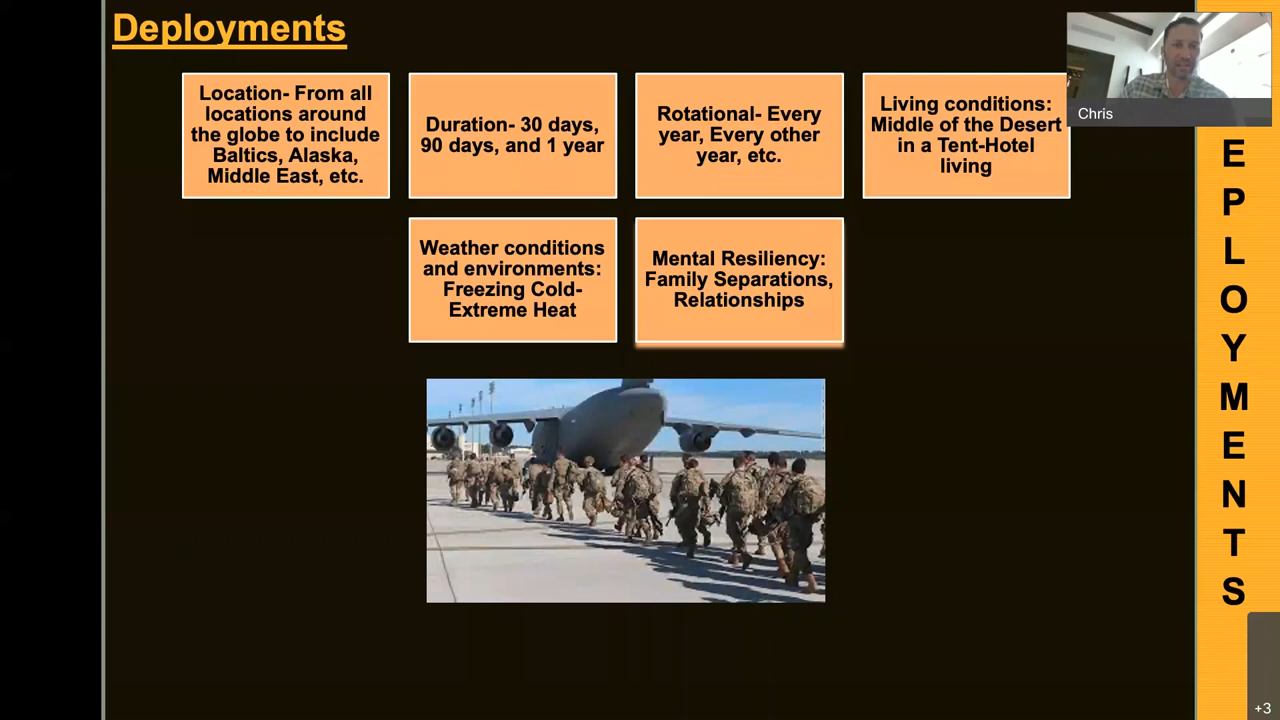 Deployments
Location- From all
locations around
the globe to include
Baltics, Alaska,
Middle East, etc.
Duration- 30 days,
90 days, and 1 year
Rotational- Every
year, Every other
year, etc.
Living conditions:
Middle of the Desert
in a Tent-Hotel
living
Weather conditions
and environments:
Freezing Cold-
Extreme Heat
Mental Resiliency:
Family Separations,
Relationships
Chris
E
P
L
O
Y
M
E
N
T
S
+3